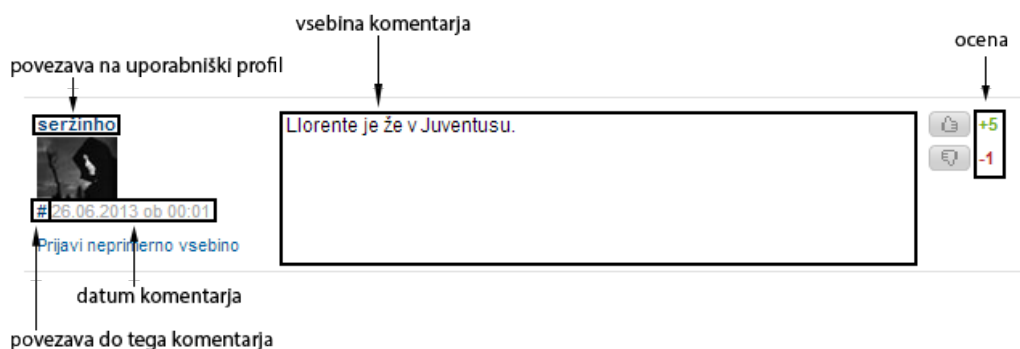 vsebina komentarja
ocena
povezava na uporabniški profil
seržinho
Llorente je že v Juventusu.
+5
-1
# 26.06.2013 ob 00:01
Prijavi neprimerno vsebino
datum komentarja
povezava do tega komentarja